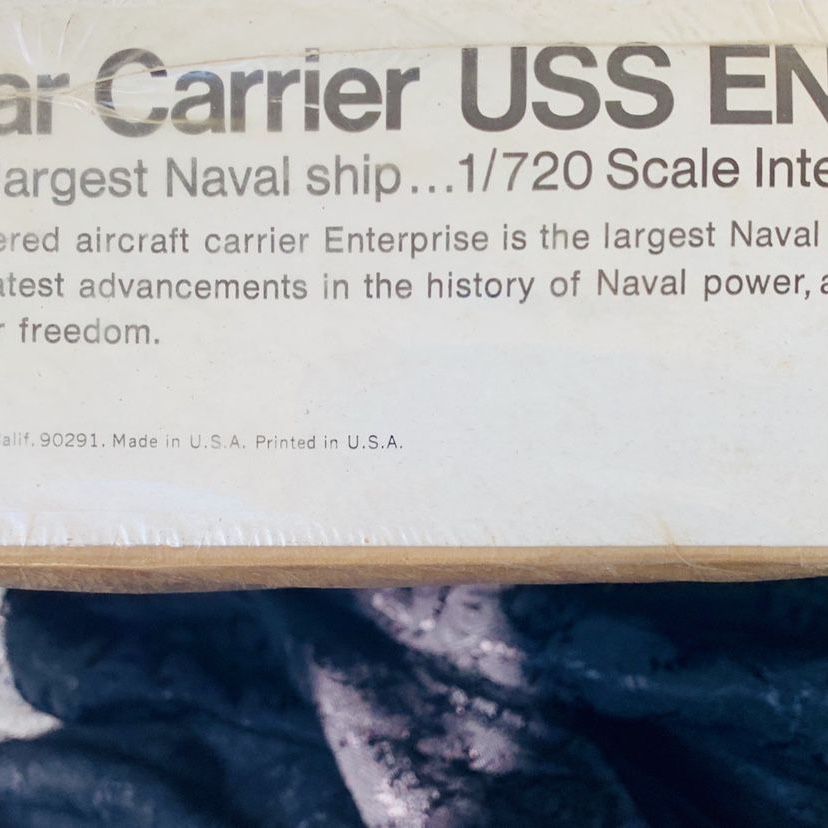 ar Carrier USS EN
largest Naval ship...1/720 Scale Inte
ered aircraft carrier Enterprise is the largest Naval
atest advancements in the history of Naval power, a
r freedom.
alif. 90291. Made in U.S.A. Printed in U.S.A.